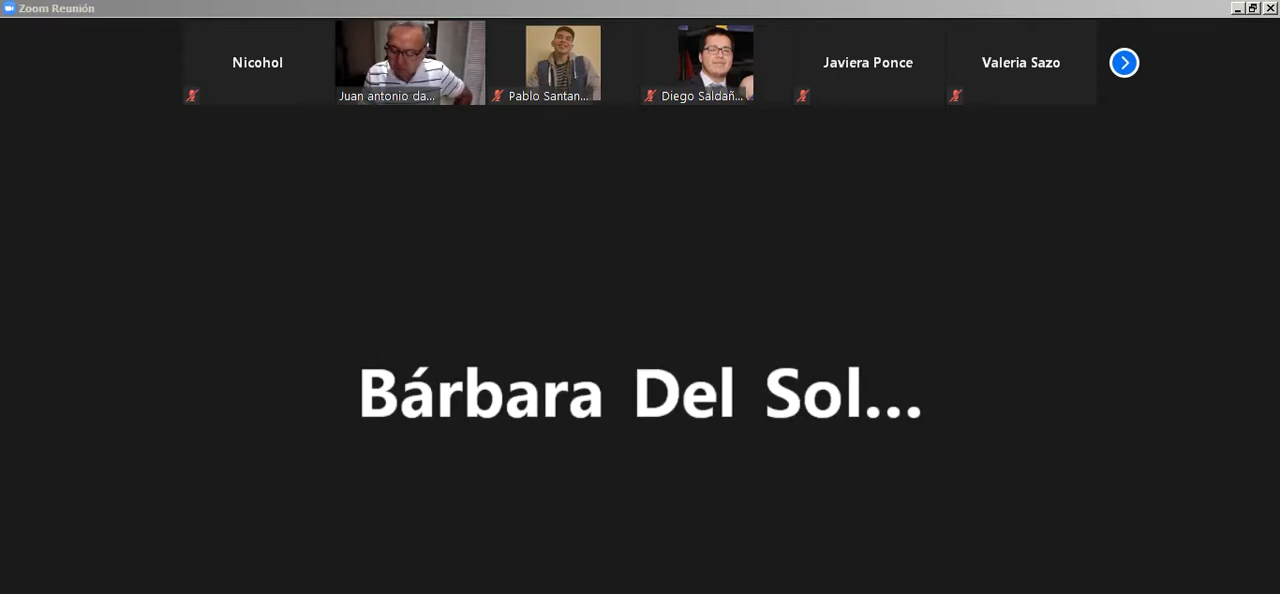 Zoom Reunión
Nicohol
Juan antonio da...
Pablo Santan...
Diego Saldañ...
Javiera Ponce
Valeria Sazo
Bárbara Del Sol...